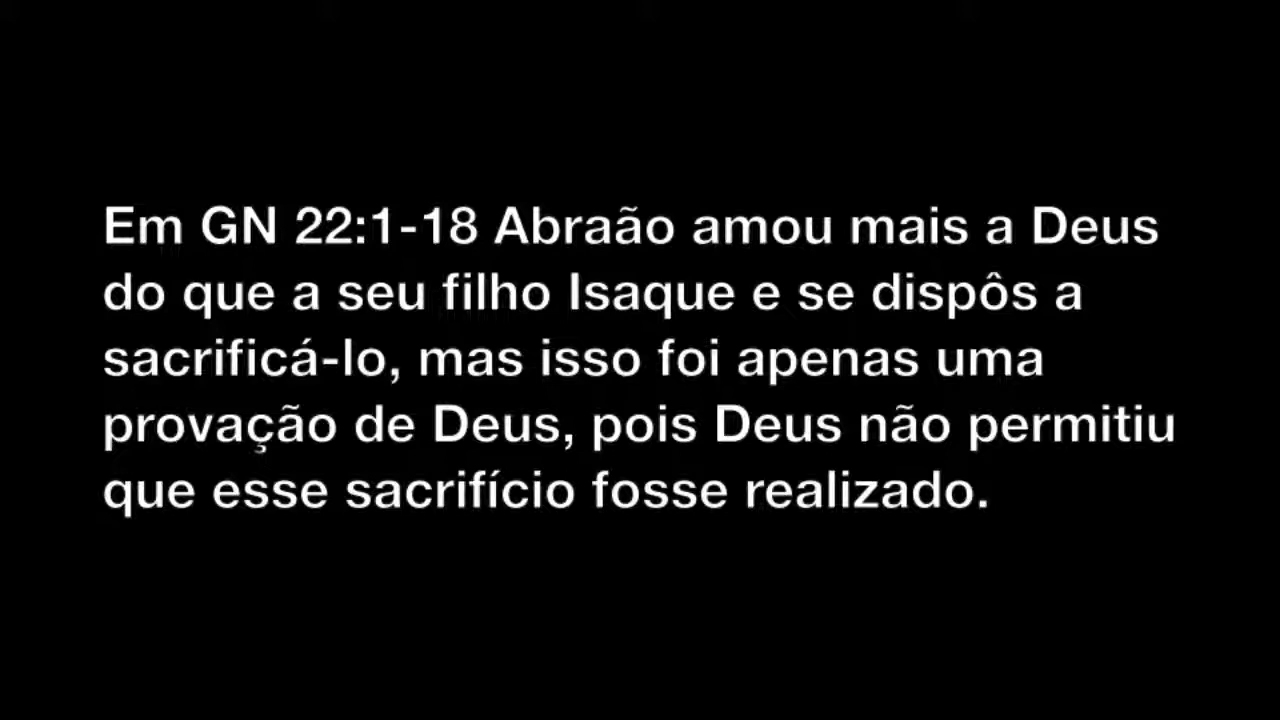 Em GN 22:1-18 Abraão amou mais a Deus
do que a seu filho Isaque e se dispôs a
sacrificá-lo, mas isso foi apenas uma
provação de Deus, pois Deus não permitiu
que esse sacrifício fosse realizado.